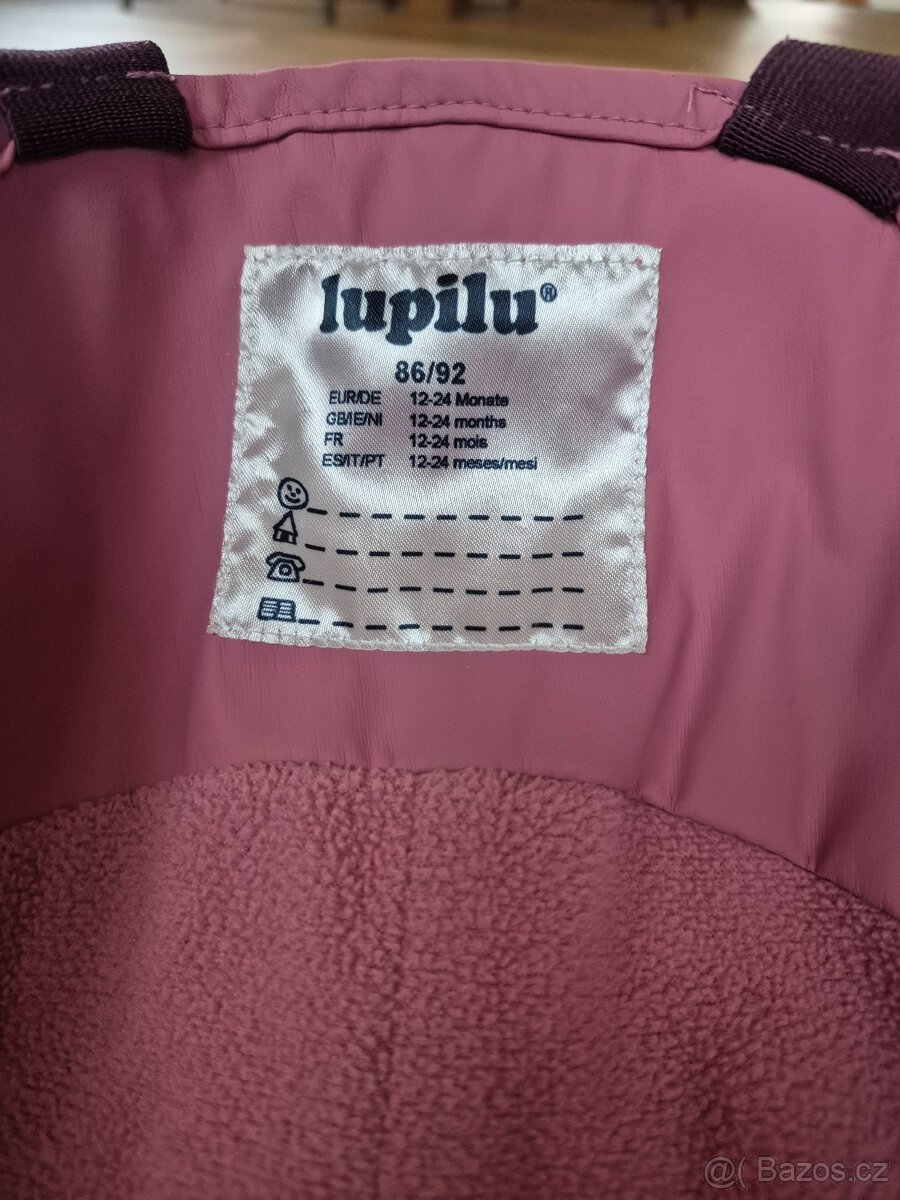 lupilu®
86/92
EUR/DE 12-24 Monate
GB/IE/NI 12-24 months
FR 12-24 mois
ES/IT/PT 12-24 meses/mesi
@( Bazos.cz